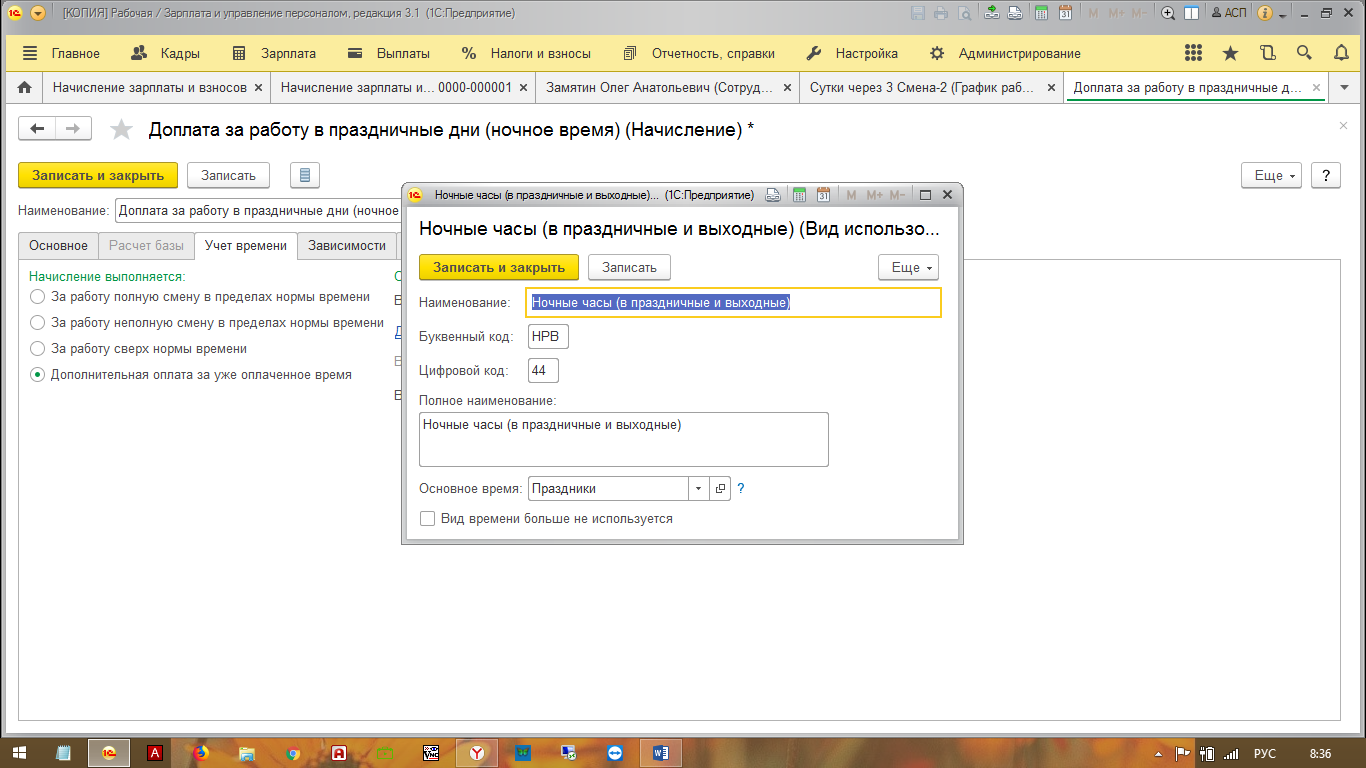 [КОПИЯ] Рабочая / Зарплата и управление персоналом, редакция 3.1 (1С:Предприятие)
M M+ M- АСП
Главное Кадры Зарплата Выплаты Налоги и взносы Отчетность, справки Настройка Администрирование
Начисление зарплаты и взносов Начисление зарплаты и... 0000-000001 Замятин Олег Анатольевич (Сотруд... Сутки через 3 Смена-2 (График раб... Доплата за работу в праздничные д...
Доплата за работу в праздничные дни (ночное время) (Начисление) *
Записать и закрыть Записать Еще ?
Наименование: Доплата за работу в праздничные дни (ночное
Основное Расчет базы Учет времени Зависимости
Начисление выполняется:
За работу полную смену в пределах нормы времени
За работу неполную смену в пределах нормы времени
За работу сверх нормы времени
Дополнительная оплата за уже оплаченное время
Ночные часы (в праздничные и выходные)... (1С:Предприятие) M M+ M-
Ночные часы (в праздничные и выходные) (Вид использо...
Записать и закрыть Записать Еще
Наименование: Ночные часы (в праздничные и выходные)
Буквенный код: НРВ
Цифровой код: 44
Полное наименование:
Ночные часы (в праздничные и выходные)
Основное время: Праздники ?
Вид времени больше не используется
РУС 8:36